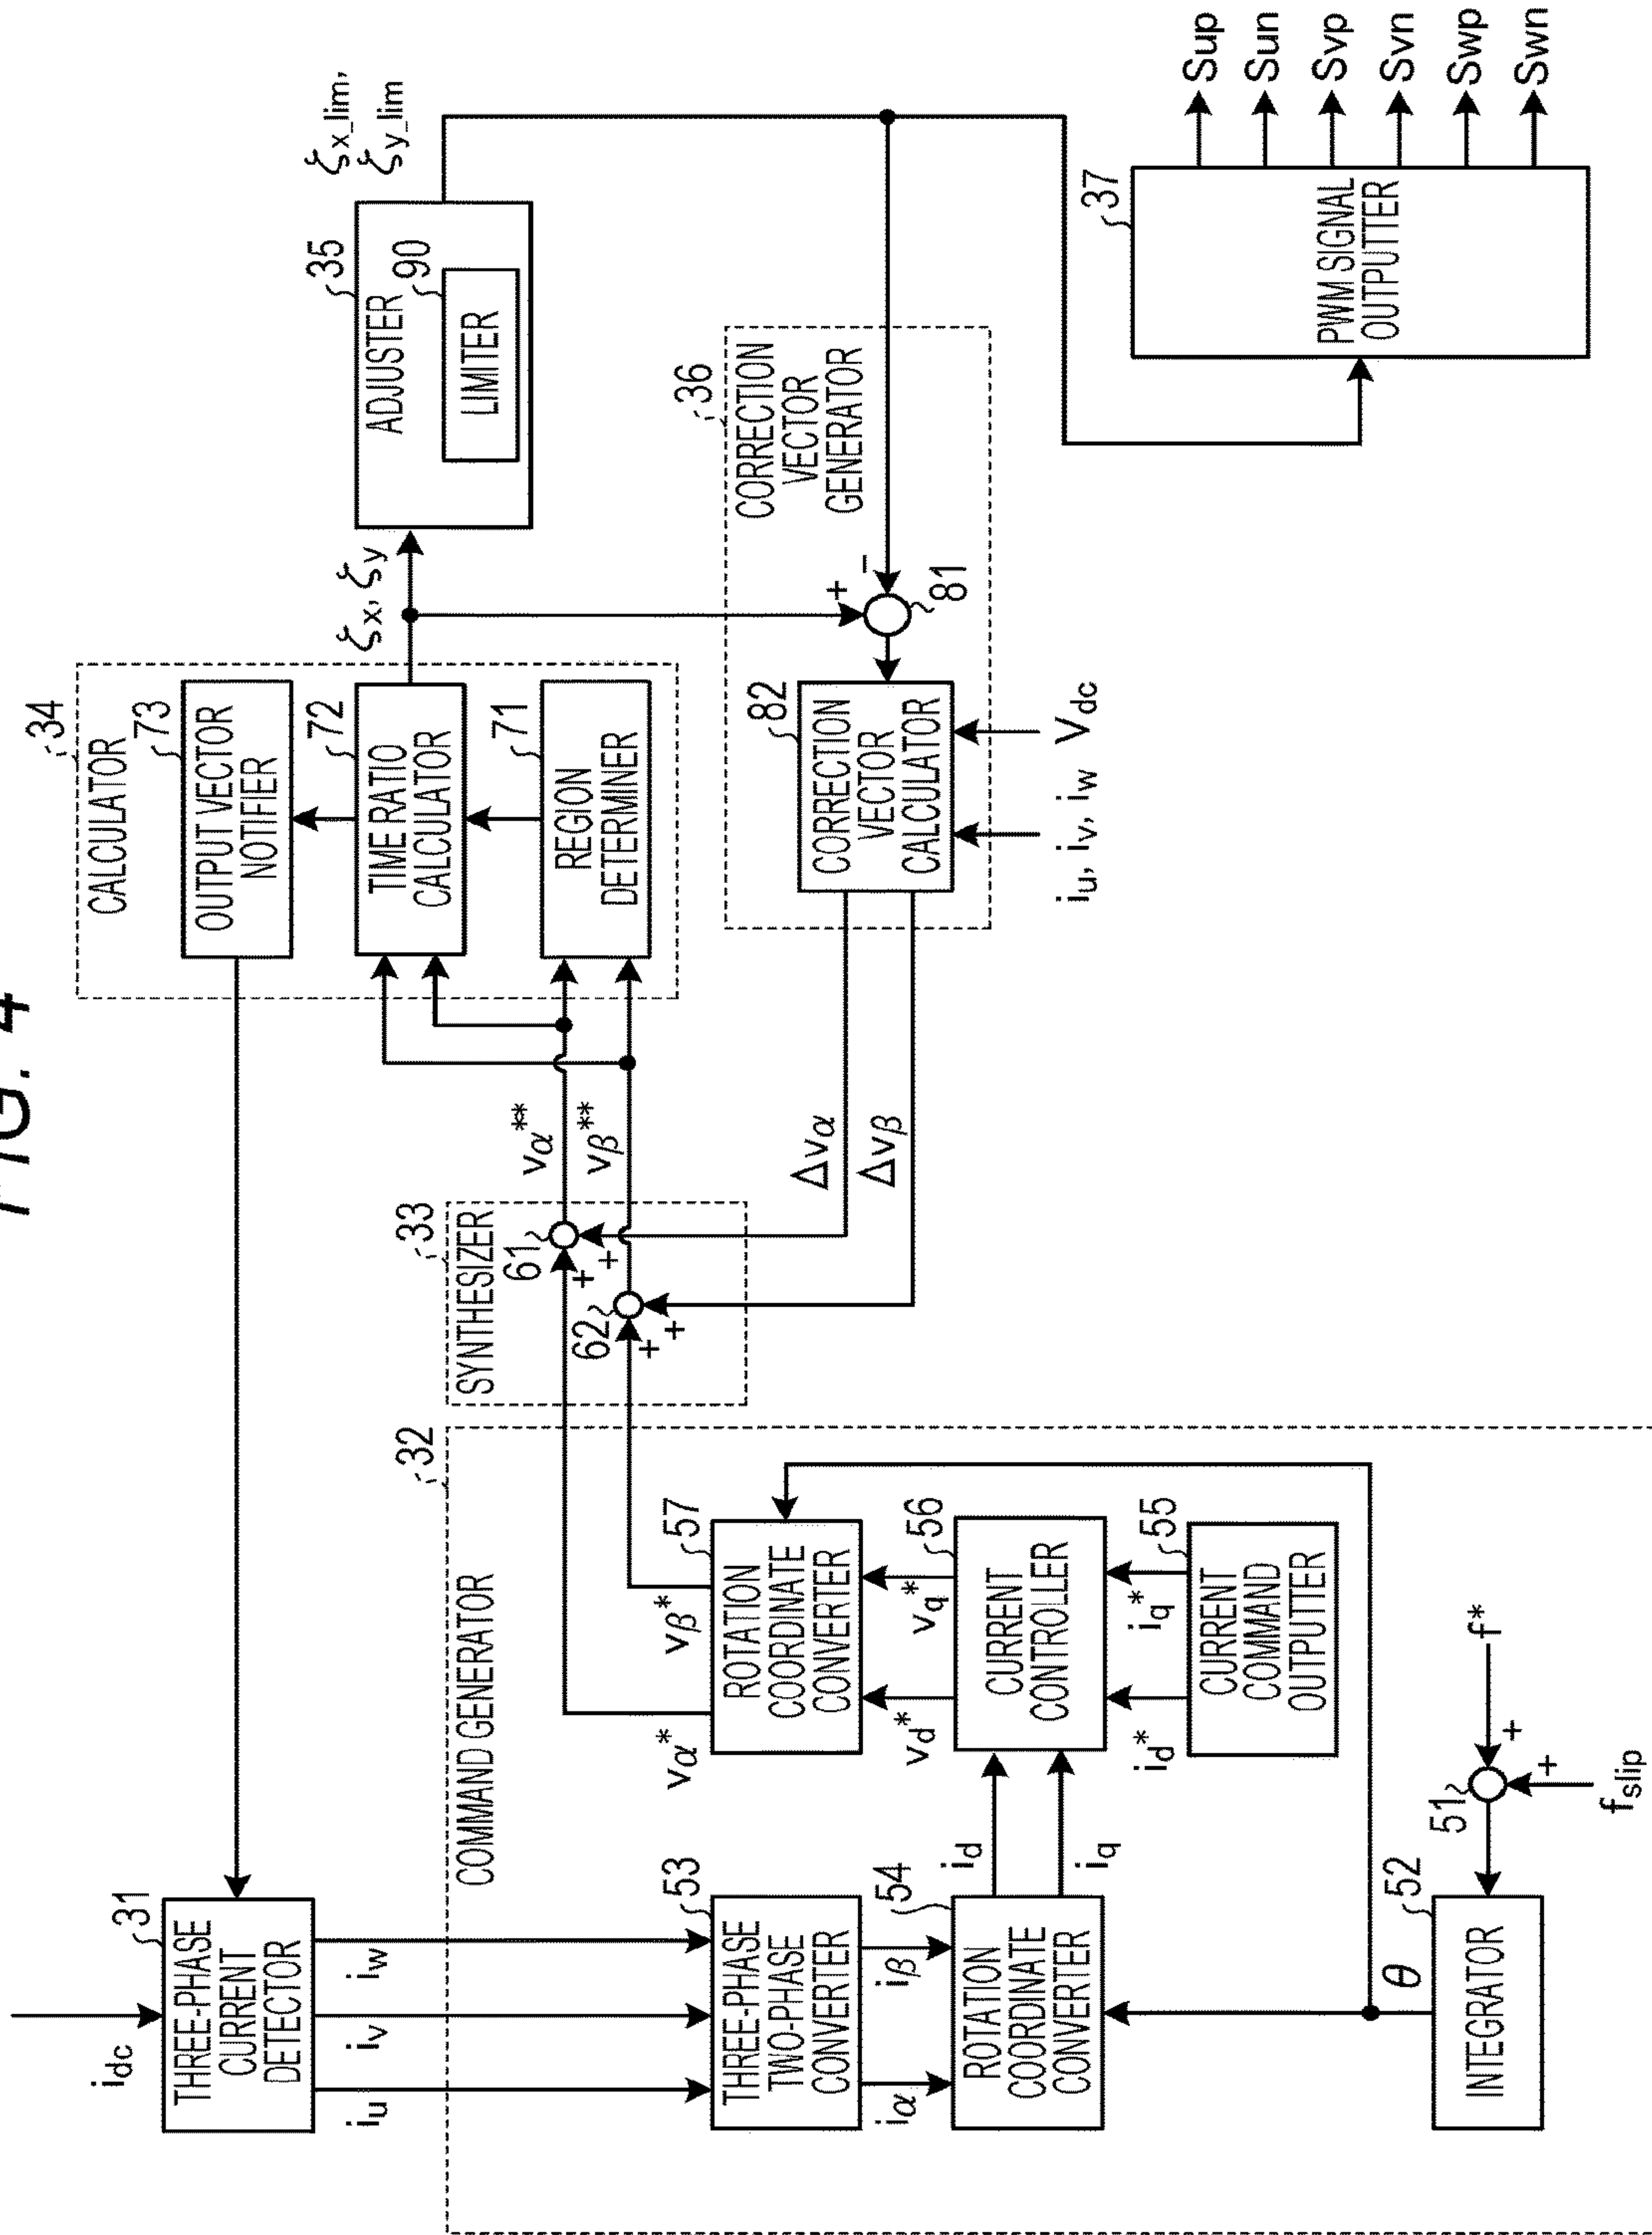 FIG. 4
idc
THREE-PHASE
CURRENT
DETECTOR
31
iu
iv
iw
COMMAND GENERATOR
32
THREE-PHASE
TWO-PHASE
CONVERTER
53
iα
iβ
ROTATION
COORDINATE
CONVERTER
54
id
iq
INTEGRATOR
52
θ
51
+
+
f*
fslip
CURRENT
COMMAND
OUTPUTTER
55
id*
iq*
CURRENT
CONTROLLER
56
vd*
vq*
ROTATION
COORDINATE
CONVERTER
57
vα*
vβ*
SYNTHESIZER
33
61
+
+
62
+
+
vα**
vβ**
Δvα
Δvβ
CALCULATOR
34
OUTPUT VECTOR
NOTIFIER
73
TIME RATIO
CALCULATOR
72
REGION
DETERMINER
71
ζx, ζy
ADJUSTER
35
LIMITER
90
ζx_lim,
ζy_lim
CORRECTION
VECTOR
GENERATOR
36
CORRECTION
VECTOR
CALCULATOR
82
+
−
81
iu, iv, iw
Vdc
PWM SIGNAL
OUTPUTTER
37
Sup
Sun
Svp
Svn
Swp
Swn